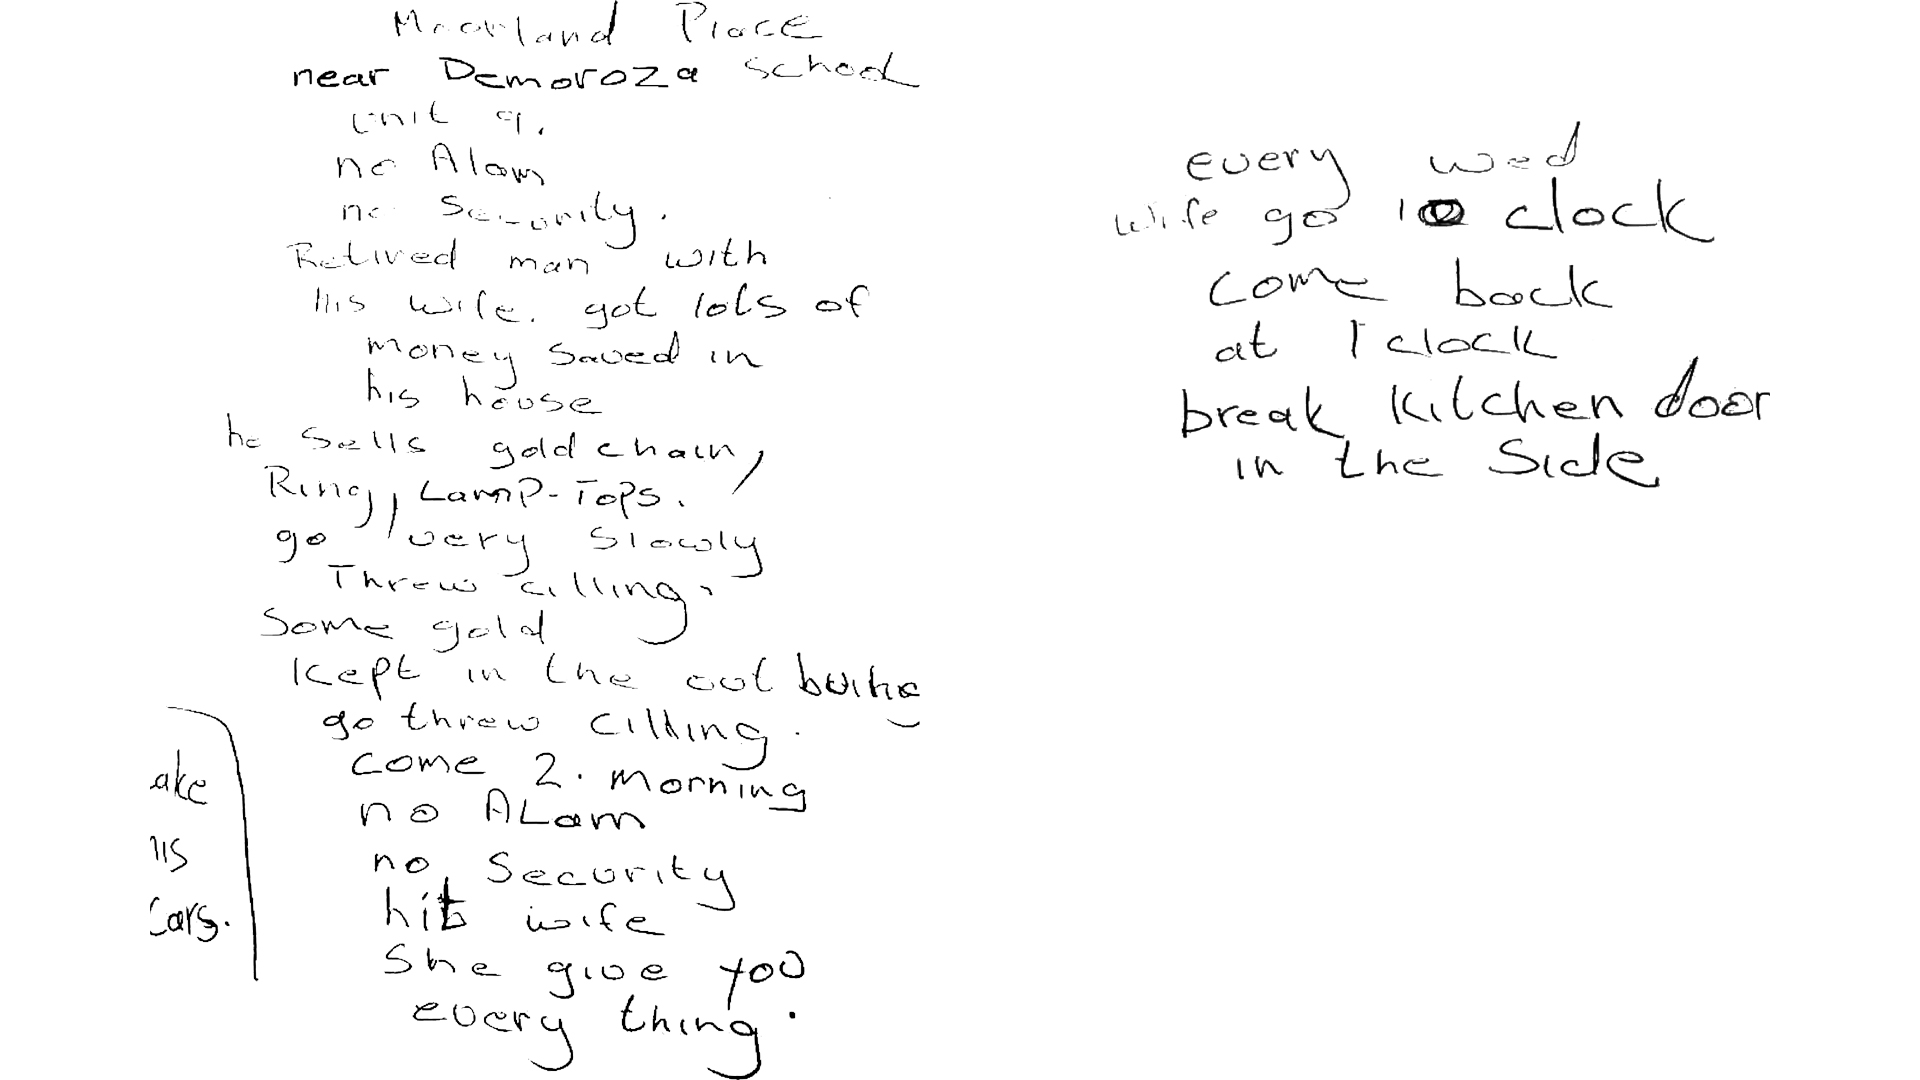 Moorland Place
near Demoroza school
unit 9.
no Alam
no Security.
Retired man with
his wife. got lots of
money saved in
his house
he sells gold chain,
Ring, Lamp-Tops.
go very slowly
Threw cilling.
Some gold
kept in the out
go threw cilling.
come 2. morning
no ALam
no Security
hit wife
She give you
every thing.
ake
his
Cars.
every wed
wife go 10 clock
come back
at 1 clock
break kitchen door
in the Side